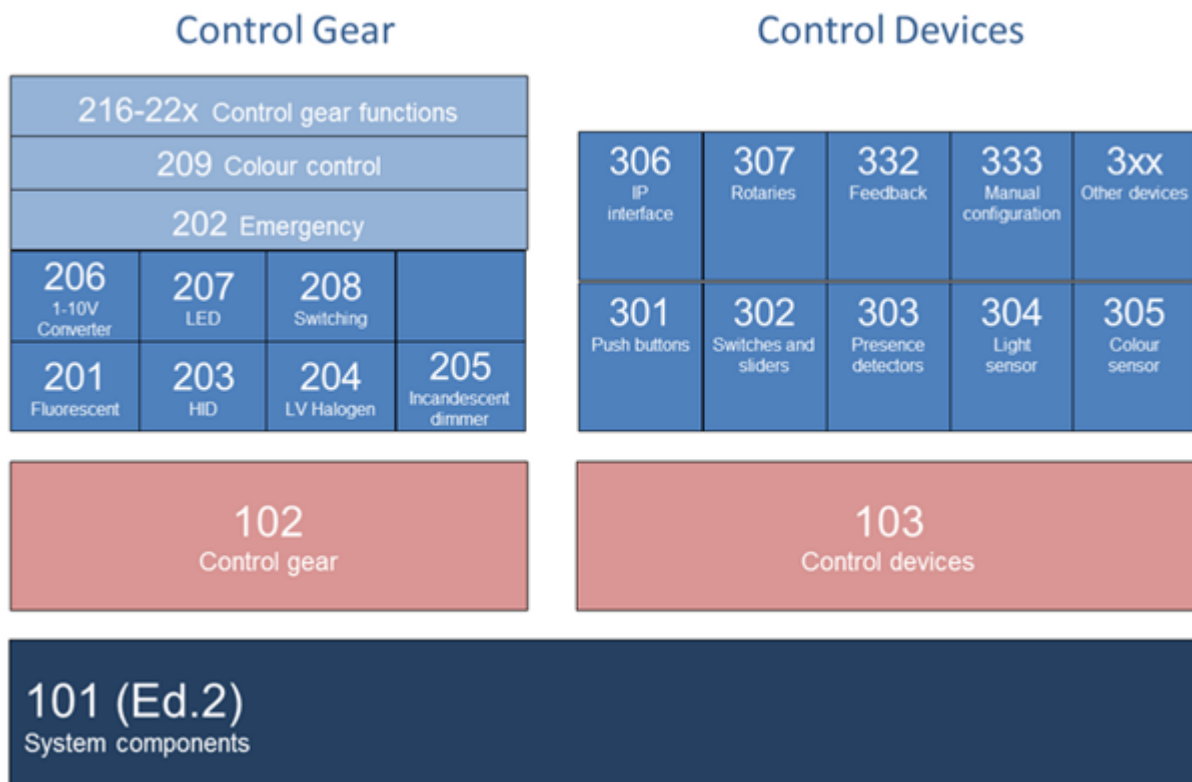 Control Gear
Control Devices
216-22x Control gear functions
209 Colour control
202 Emergency
206
1-10V
Converter
207
LED
208
Switching
201
Fluorescent
203
HID
204
LV Halogen
205
Incandescent
dimmer
306
IP
interface
307
Rotaries
332
Feedback
333
Manual
configuration
3xx
Other devices
301
Push buttons
302
Switches and
sliders
303
Presence
detectors
304
Light
sensor
305
Colour
sensor
102
Control gear
103
Control devices
101 (Ed.2)
System components